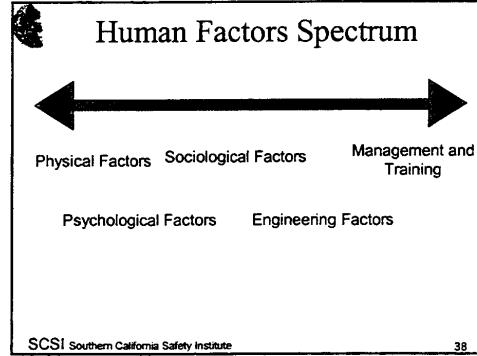 Human Factors Spectrum
Physical Factors Sociological Factors Management and
Training
Psychological Factors Engineering Factors
SCSI Southern California Safety Institute 38